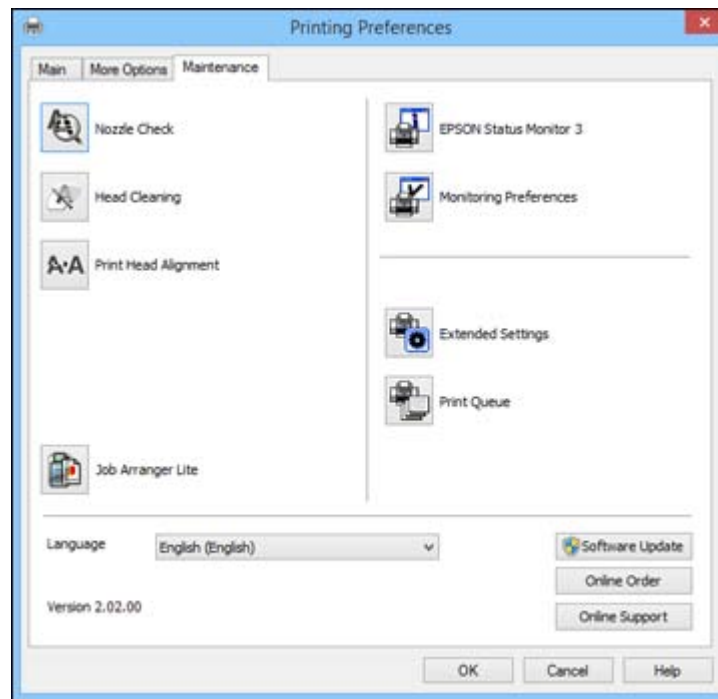 Printing Preferences
Main
More Options
Maintenance
Nozzle Check
Head Cleaning
A·A Print Head Alignment
Job Arranger Lite
EPSON Status Monitor 3
Monitoring Preferences
Extended Settings
Print Queue
Language
English (English)
Version 2.02.00
Software Update
Online Order
Online Support
OK
Cancel
Help